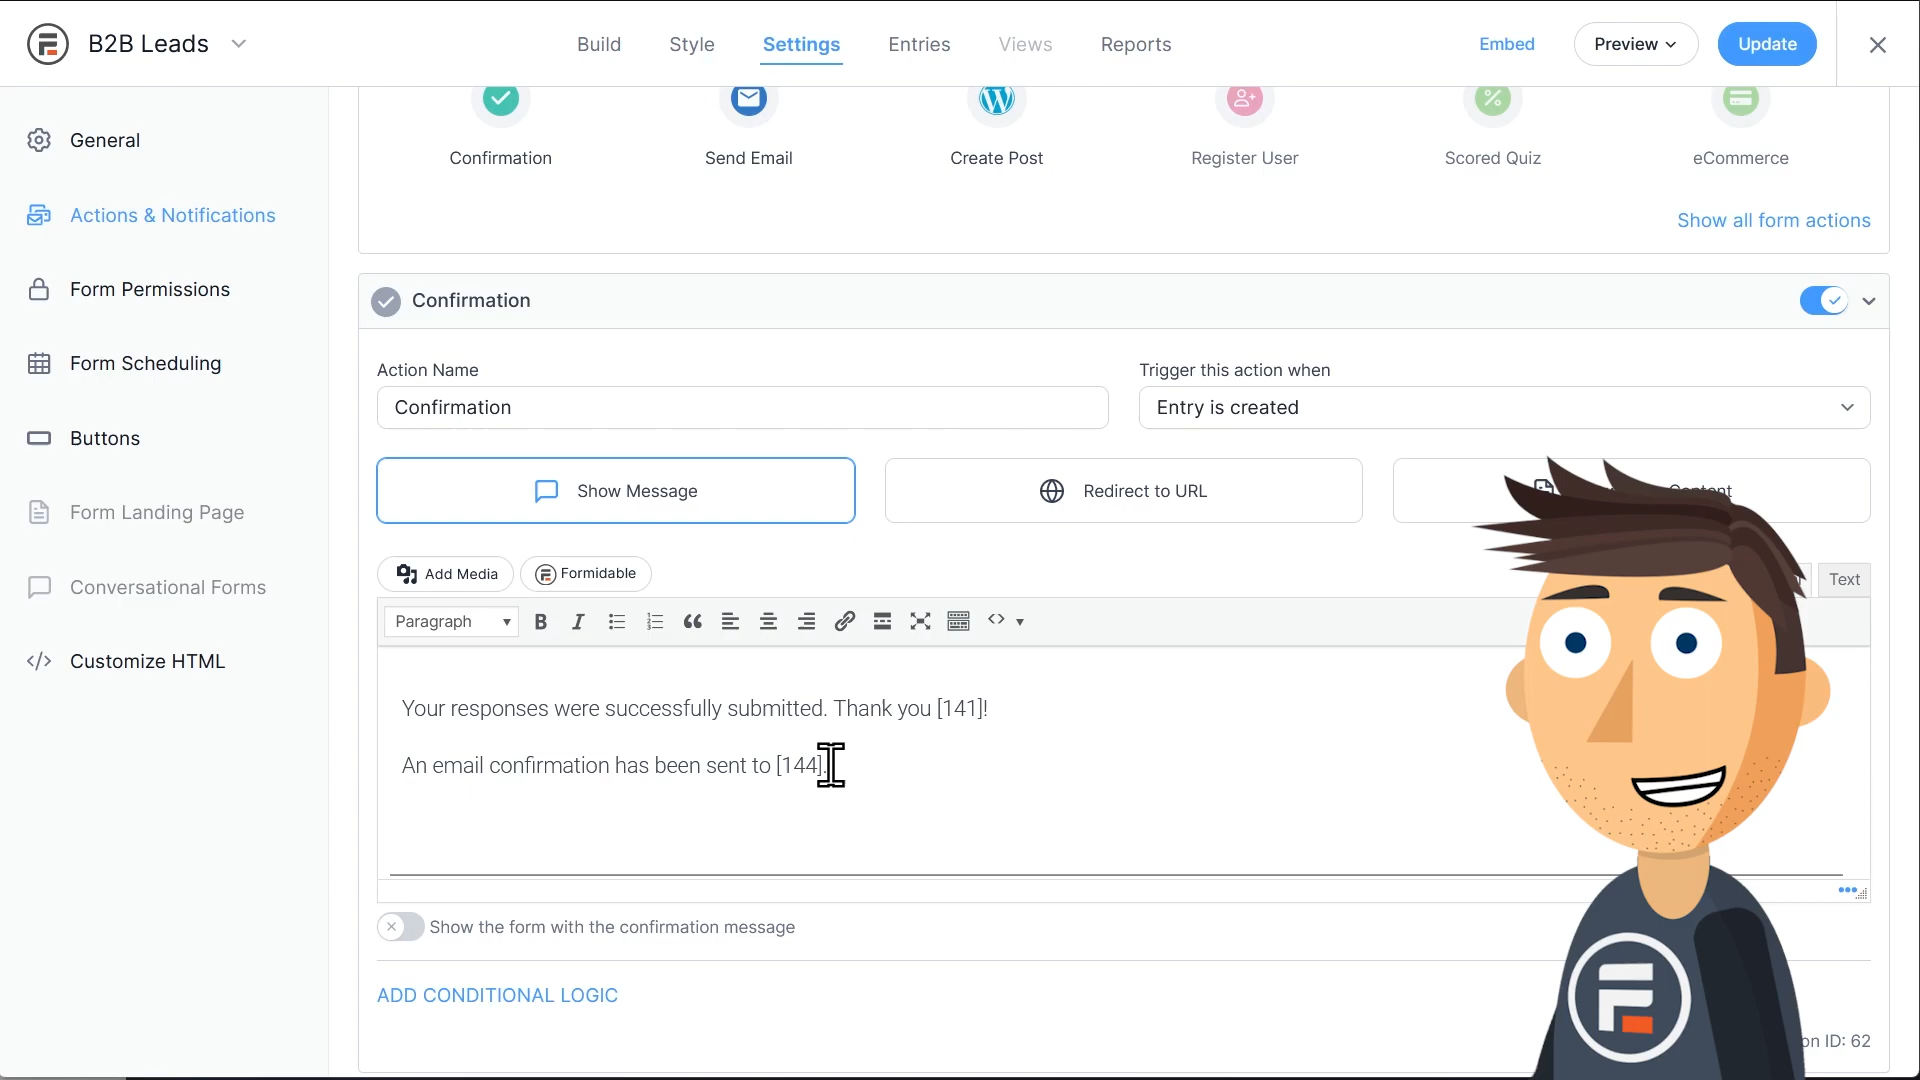 B2B Leads
Build
Style
Settings
Entries
Views
Reports
Embed
Preview
Update
General
Actions & Notifications
Form Permissions
Form Scheduling
Buttons
Form Landing Page
Conversational Forms
Customize HTML
Confirmation
Send Email
Create Post
Register User
Scored Quiz
eCommerce
Show all form actions
Confirmation
Action Name
Trigger this action when
Confirmation
Entry is created
Show Message
Redirect to URL
Add Media
Formidable
Text
Paragraph
Your responses were successfully submitted. Thank you [141]!
An email confirmation has been sent to [144].
Show the form with the confirmation message
ADD CONDITIONAL LOGIC
ID: 62